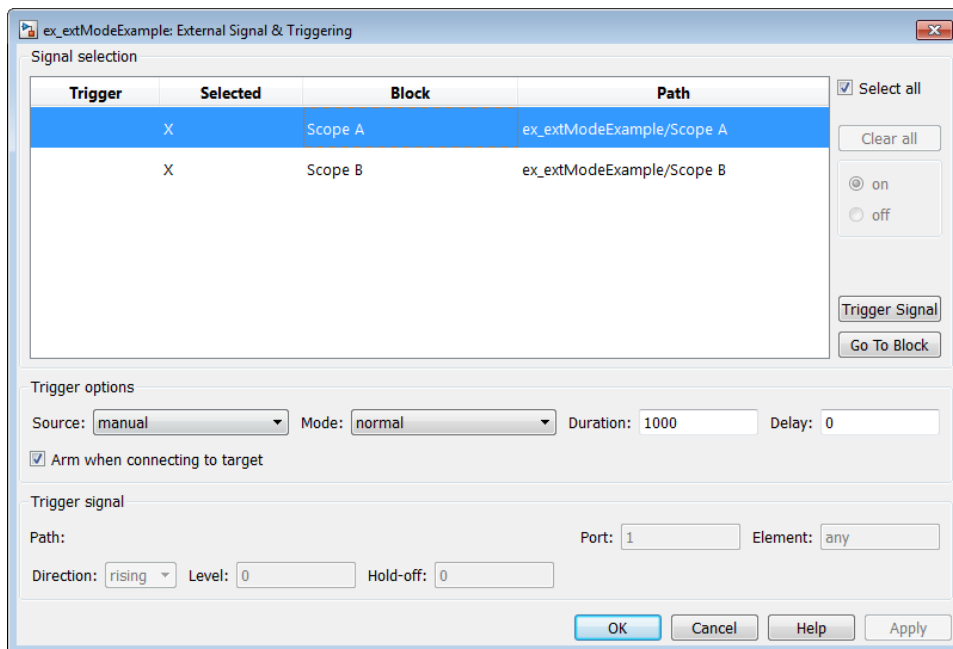 ex_extModeExample: External Signal & Triggering
Signal selection
Trigger Selected Block Path
X Scope A ex_extModeExample/Scope A
X Scope B ex_extModeExample/Scope B
Select all
Clear all
on
off
Trigger Signal
Go To Block
Trigger options
Source: manual Mode: normal Duration: 1000 Delay: 0
Arm when connecting to target
Trigger signal
Path: Port: 1 Element: any
Direction: rising Level: 0 Hold-off: 0
OK Cancel Help Apply